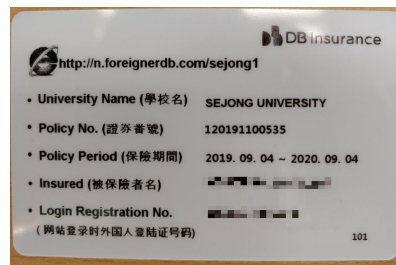 DB Insurance
http://n.foreignerdb.com/sejong1
• University Name (學校名) SEJONG UNIVERSITY
• Policy No. (證券番號) 120191100535
• Policy Period (保險期間) 2019. 09. 04 ~ 2020. 09. 04
• Insured (被保險者名)
• Login Registration No.
(网站登录时外国人登陆证号码)
101